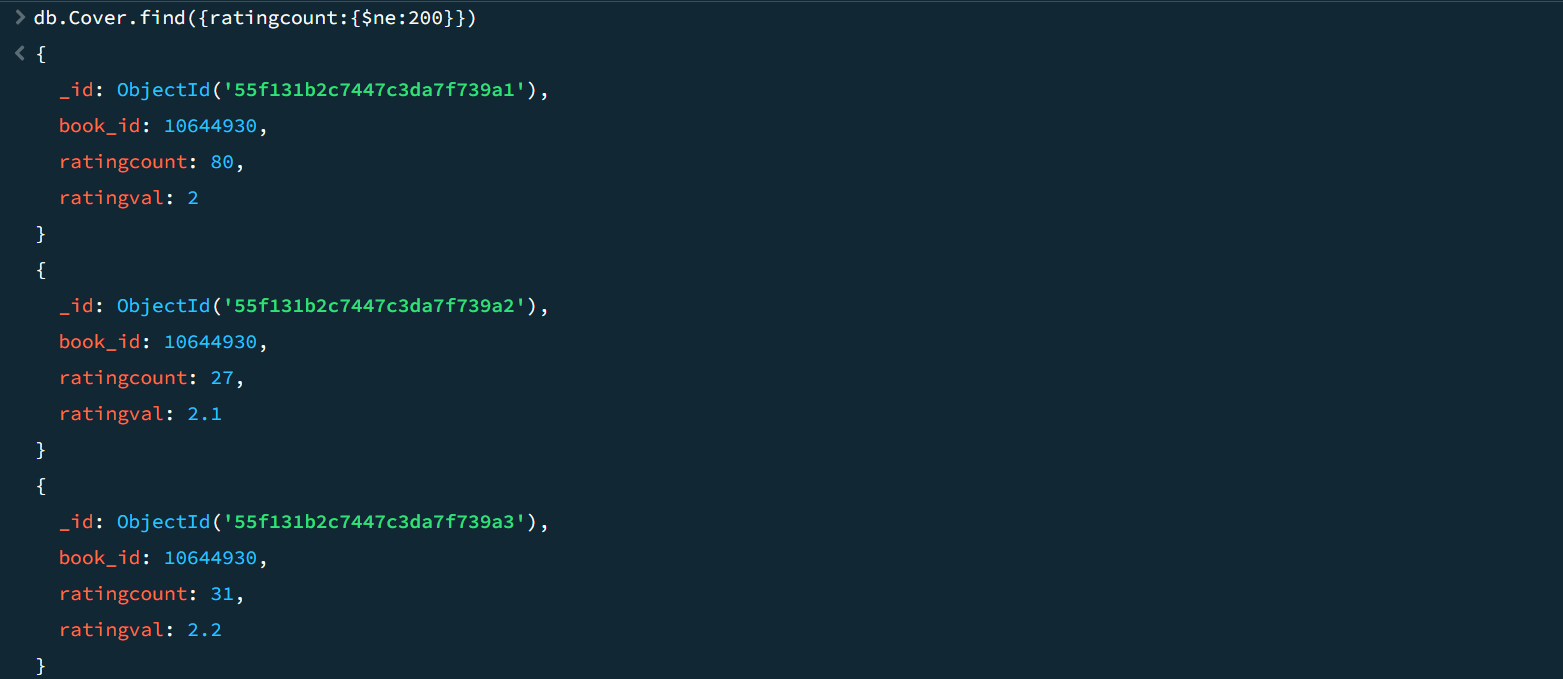 > db.Cover.find({ratingcount:{$ne:200}})
< {
_id: ObjectId('55f131b2c7447c3da7f739a1'),
book_id: 10644930,
ratingcount: 80,
ratingval: 2
}
{
_id: ObjectId('55f131b2c7447c3da7f739a2'),
book_id: 10644930,
ratingcount: 27,
ratingval: 2.1
}
{
_id: ObjectId('55f131b2c7447c3da7f739a3'),
book_id: 10644930,
ratingcount: 31,
ratingval: 2.2
}